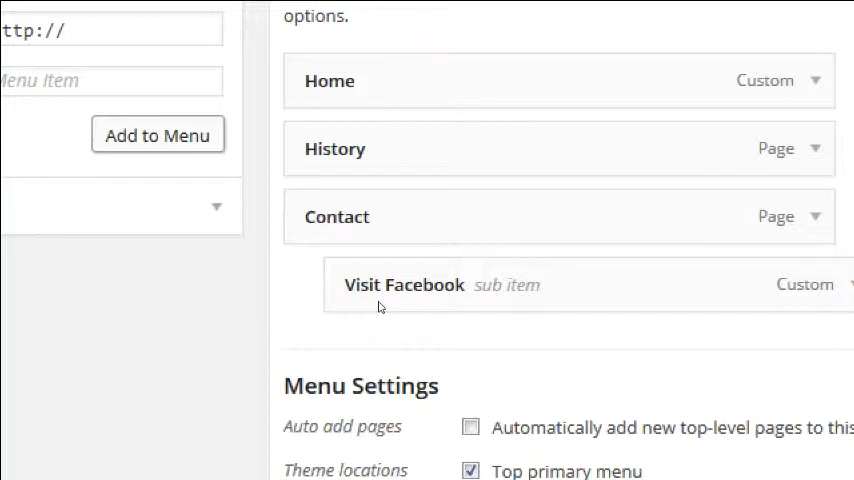 options.
ttp://
Menu Item
Add to Menu
Home Custom
History Page
Contact Page
Visit Facebook sub item Custom
Menu Settings
Auto add pages Automatically add new top-level pages to this
Theme locations Top primary menu